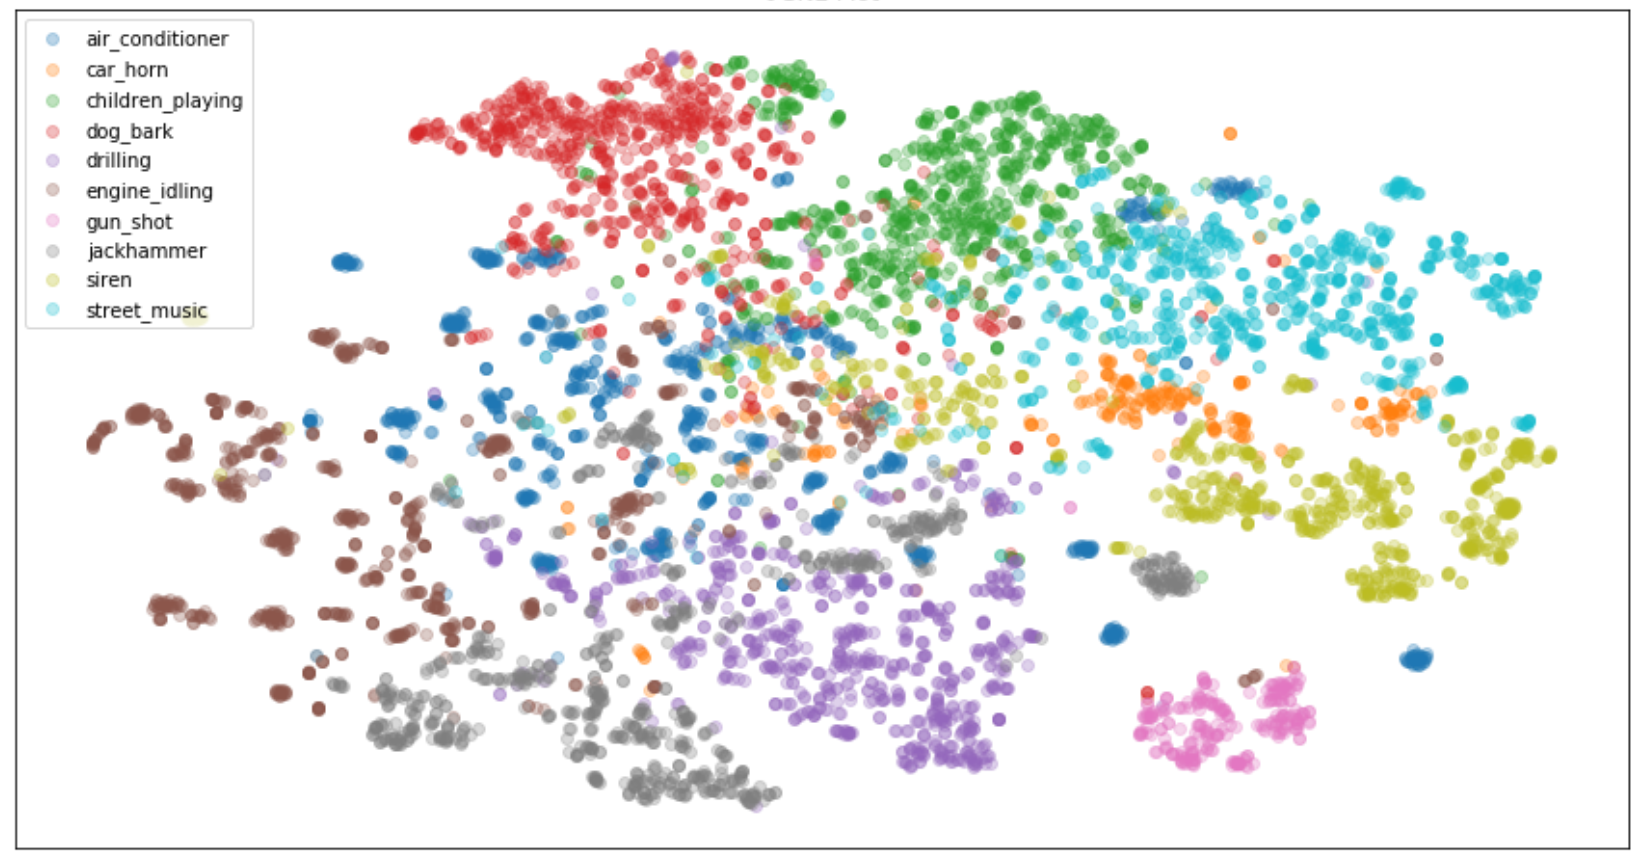 air_conditioner
car_horn
children_playing
dog_bark
drilling
engine_idling
gun_shot
jackhammer
siren
street_music